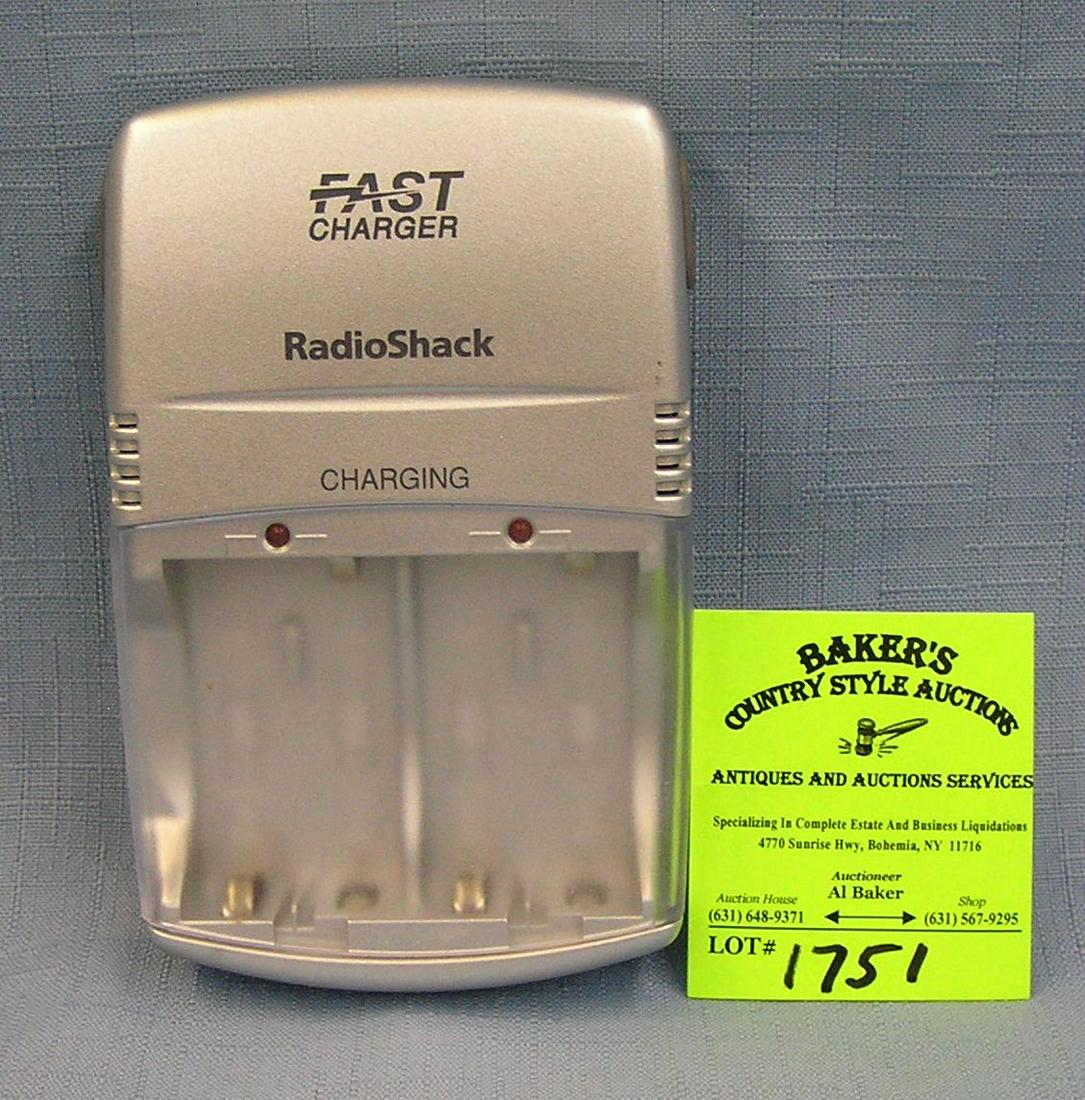 FAST
CHARGER
RadioShack
CHARGING
BAKER'S
COUNTRY STYLE AUCTIONS
ANTIQUES AND AUCTIONS SERVICES
Specializing In Complete Estate And Business Liquidations
4770 Sunrise Hwy, Bohemia, NY 11716
Auctioneer
Al Baker
Auction House
(631) 648-9371
Shop
(631) 567-9295
LOT# 1751